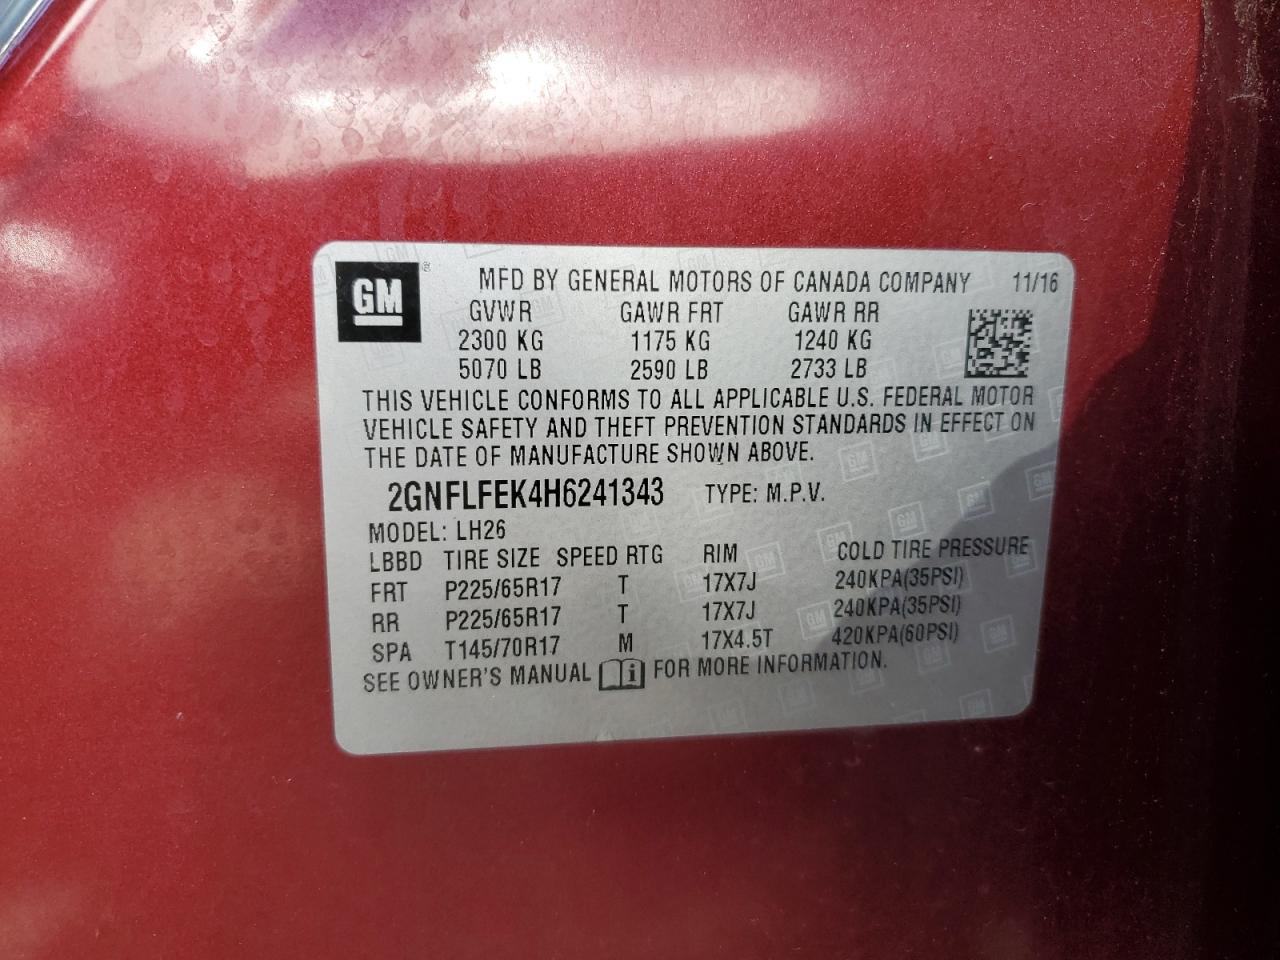 GM ® MFD BY GENERAL MOTORS OF CANADA COMPANY 11/16
GVWR GAWR FRT GAWR RR
2300 KG 1175 KG 1240 KG
5070 LB 2590 LB 2733 LB
THIS VEHICLE CONFORMS TO ALL APPLICABLE U.S. FEDERAL MOTOR
VEHICLE SAFETY AND THEFT PREVENTION STANDARDS IN EFFECT ON
THE DATE OF MANUFACTURE SHOWN ABOVE.
2GNFLFEK4H6241343 TYPE: M.P.V.
MODEL: LH26
LBBD TIRE SIZE SPEED RTG RIM COLD TIRE PRESSURE
FRT P225/65R17 T 17X7J 240KPA(35PSI)
RR P225/65R17 T 17X7J 240KPA(35PSI)
SPA T145/70R17 M 17X4.5T 420KPA(60PSI)
SEE OWNER'S MANUAL i FOR MORE INFORMATION.